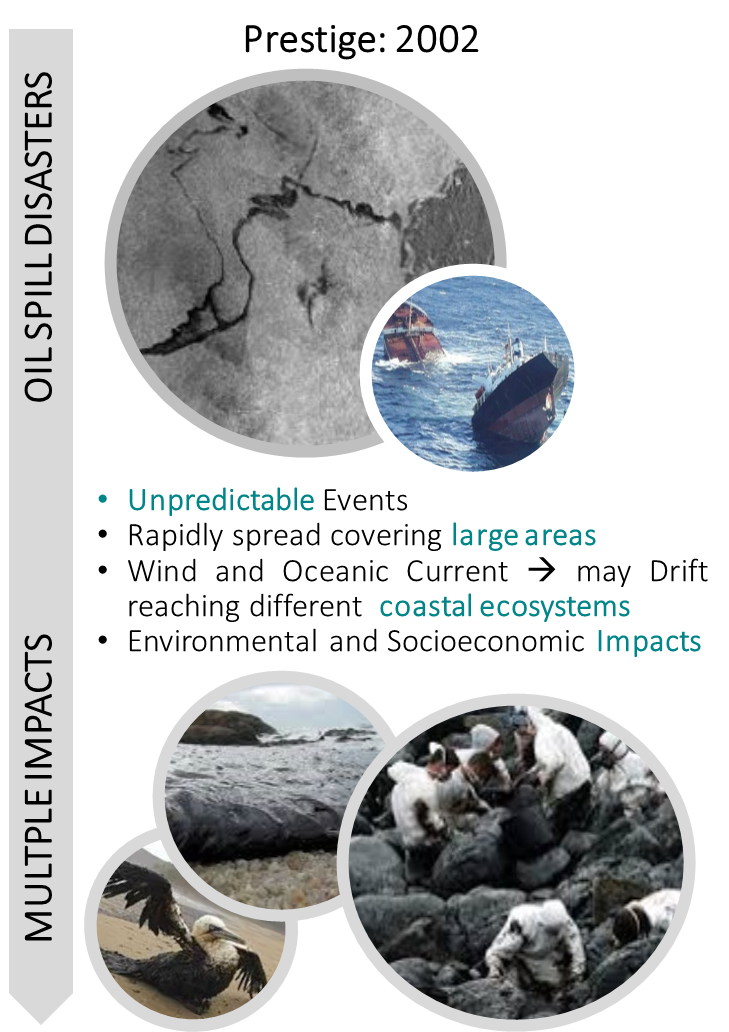 Prestige: 2002
OIL SPILL DISASTERS
• Unpredictable Events
• Rapidly spread covering large areas
• Wind and Oceanic Current → may Drift
reaching different coastal ecosystems
• Environmental and Socioeconomic Impacts
MULTPLE IMPACTS